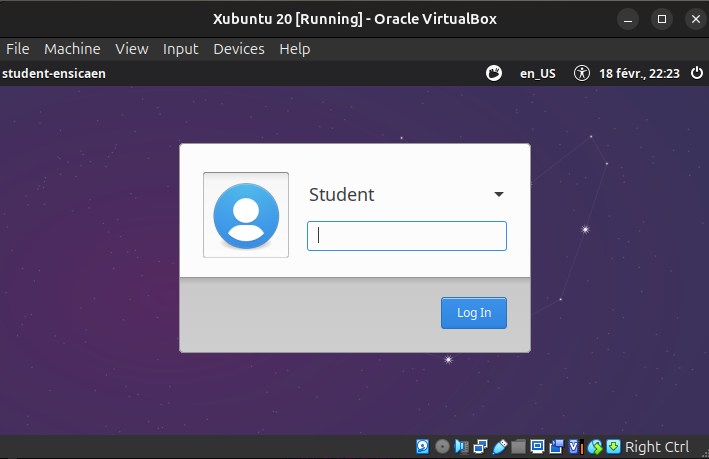 Xubuntu 20 [Running] - Oracle VirtualBox
File Machine View Input Devices Help
student-ensicaen en_US 18 févr., 22:23
Student
Log In
Right Ctrl